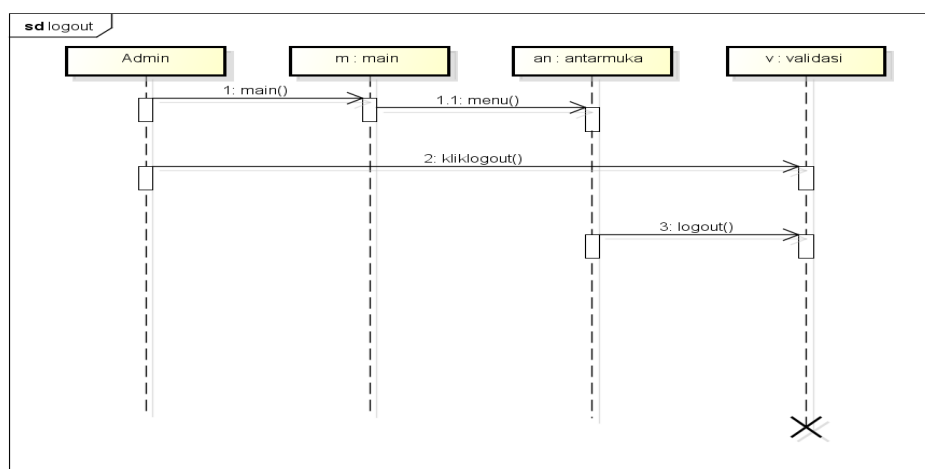 sd logout
Admin
m : main
an : antarmuka
v : validasi
1: main()
1.1: menu()
2: kliklogout()
3: logout()